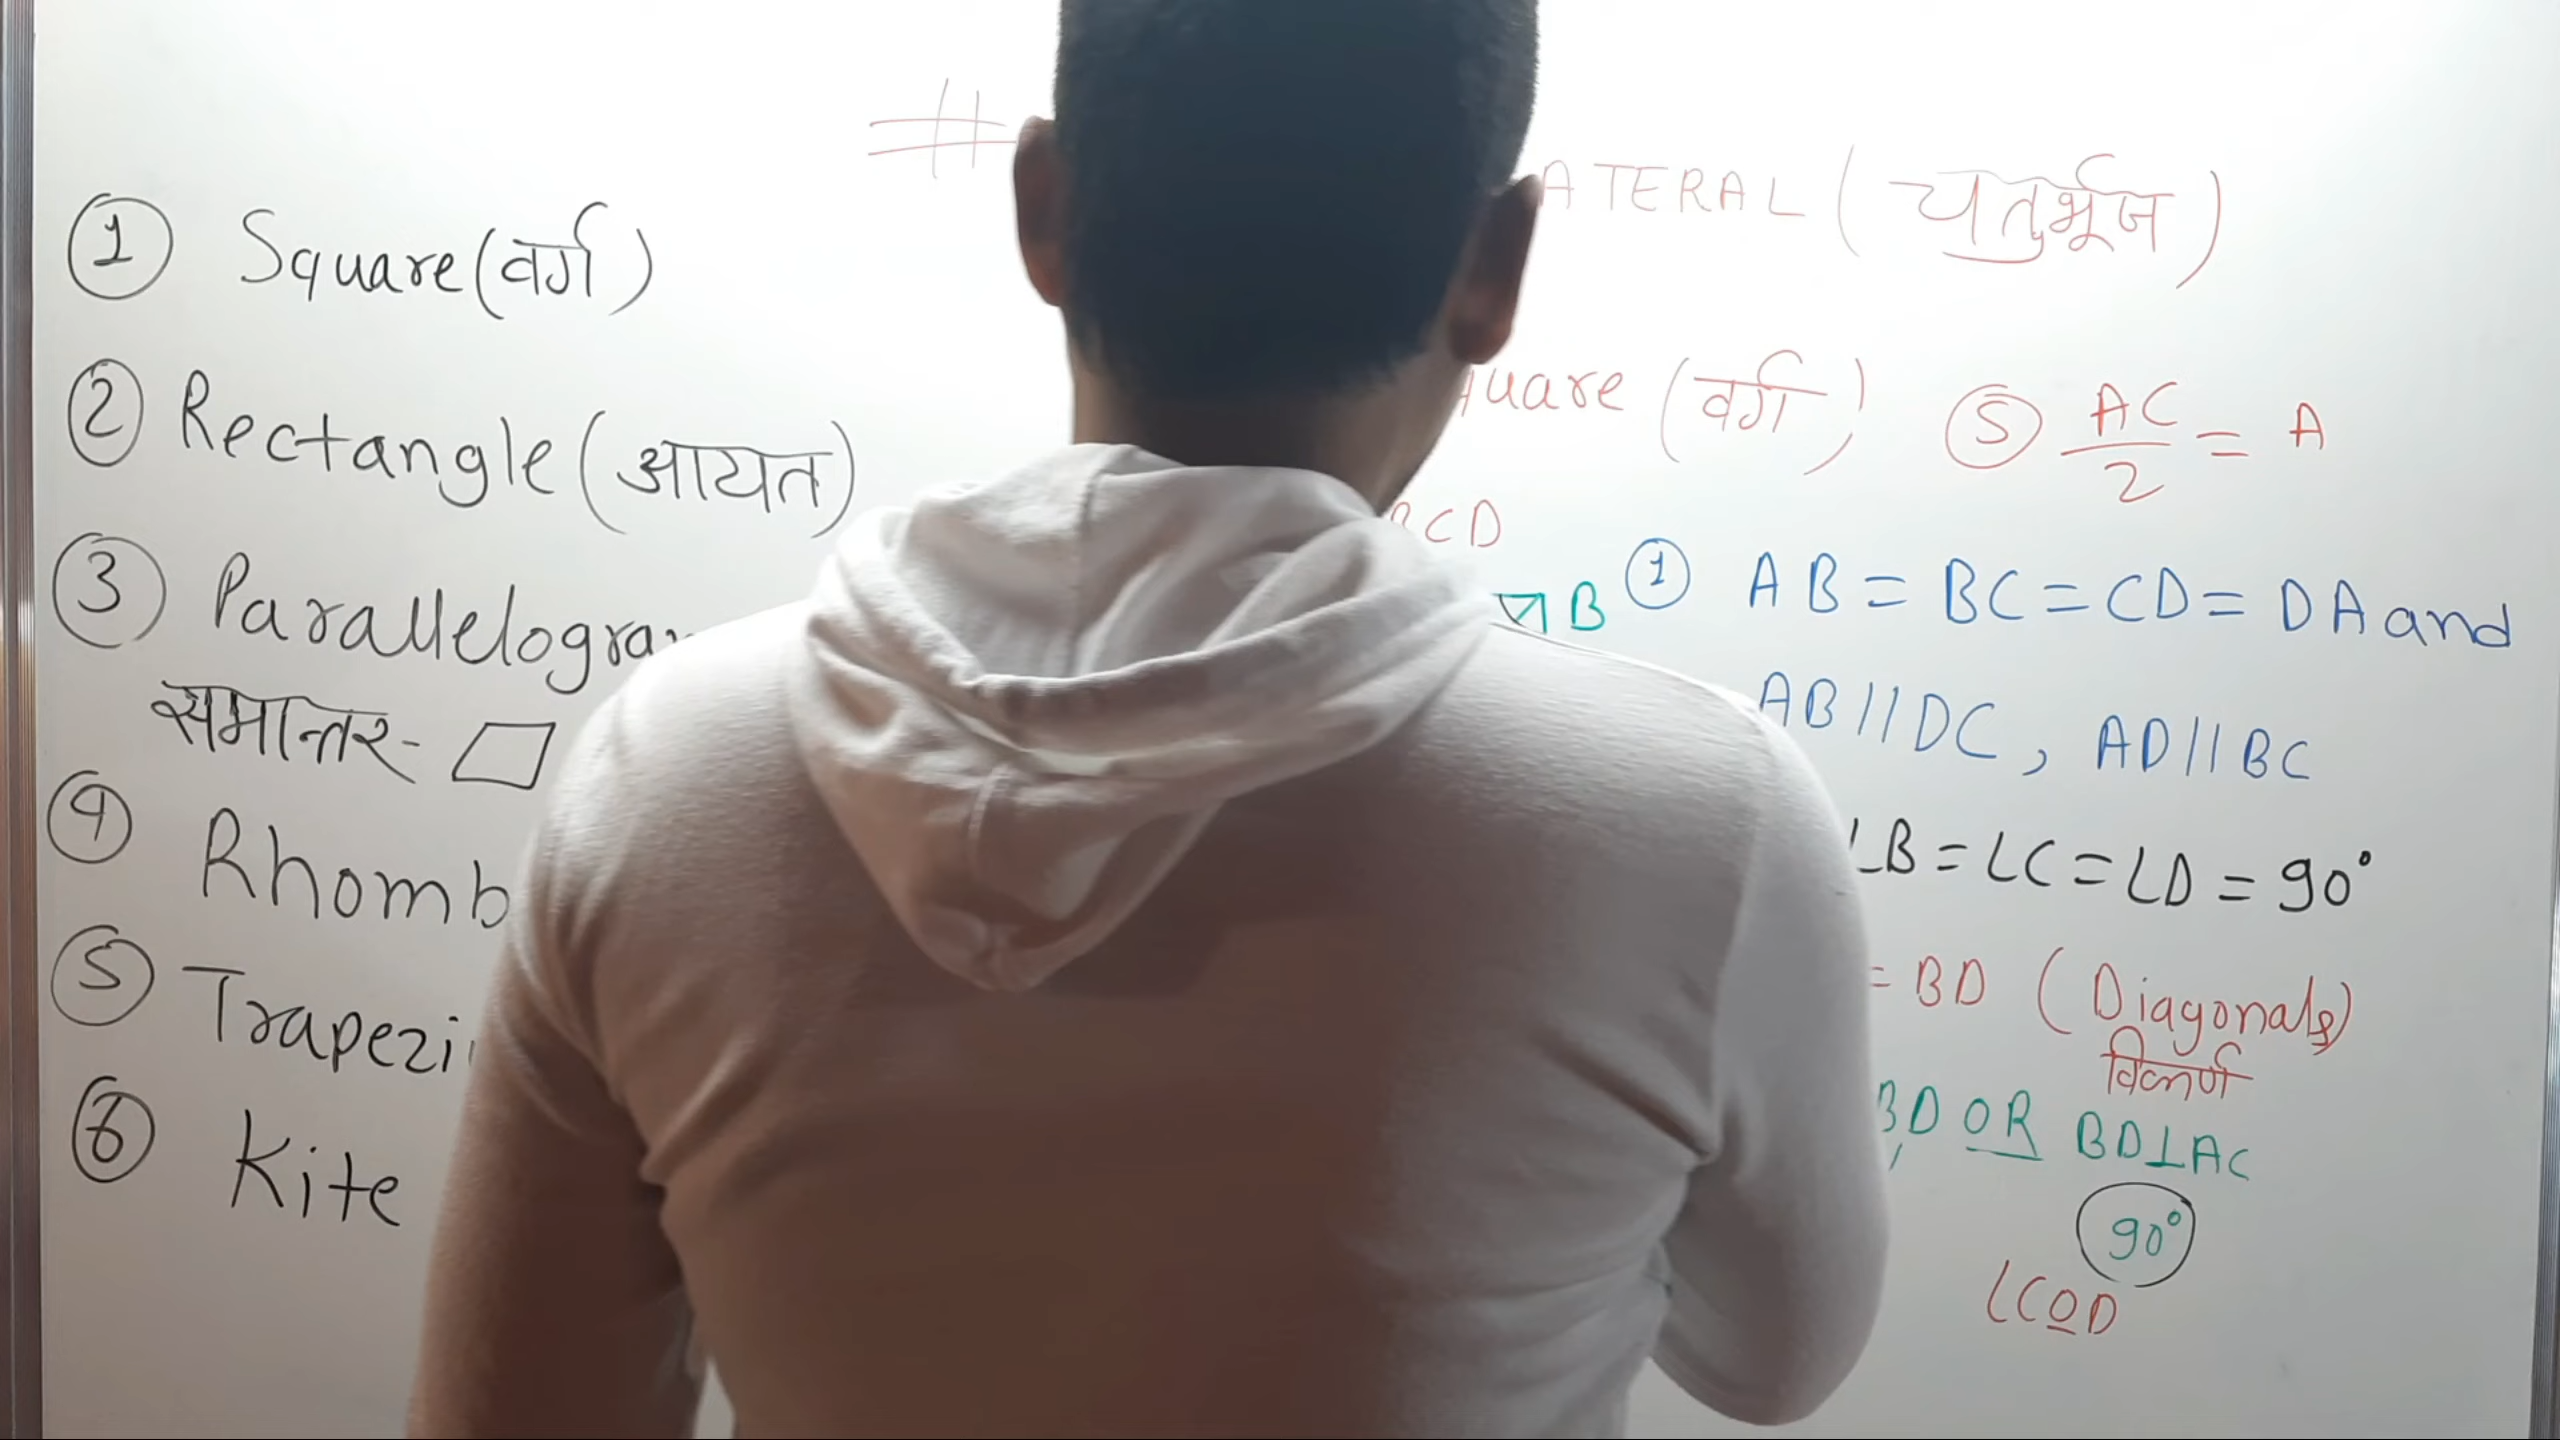 ATERAL (चतुर्भूज)
① Square (वर्ग)
② Rectangle (आयत)
③ Parallelogra
समान्तर-
④ Rhomb
⑤ Trapezi
⑥ Kite
quare (वर्ग)
⑤ AC/2 = A
BCD
B
① AB = BC = CD = DA and
AB // DC, AD // BC
∠B = ∠C = ∠D = 90°
= BD (Diagonals)
विकर्ण
BD OR BD⊥AC
90°
∠COD